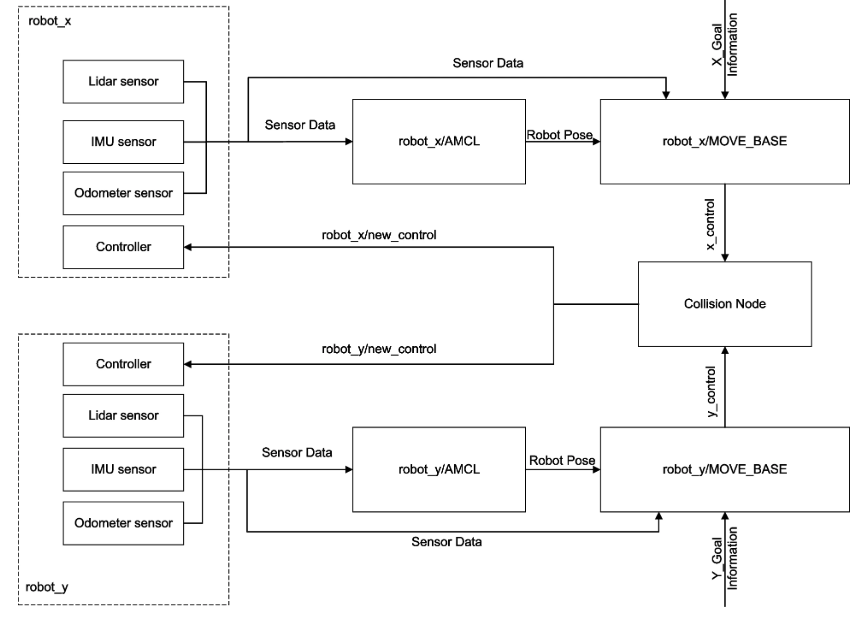 robot_x
Lidar sensor
IMU sensor
Odometer sensor
Controller
Sensor Data
Sensor Data
robot_x/AMCL
Robot Pose
robot_x/MOVE_BASE
X_Goal
Information
x_control
robot_x/new_control
Collision Node
robot_y/new_control
y_control
Controller
Lidar sensor
IMU sensor
Odometer sensor
robot_y
Sensor Data
robot_y/AMCL
Robot Pose
robot_y/MOVE_BASE
Sensor Data
Y_Goal
Information